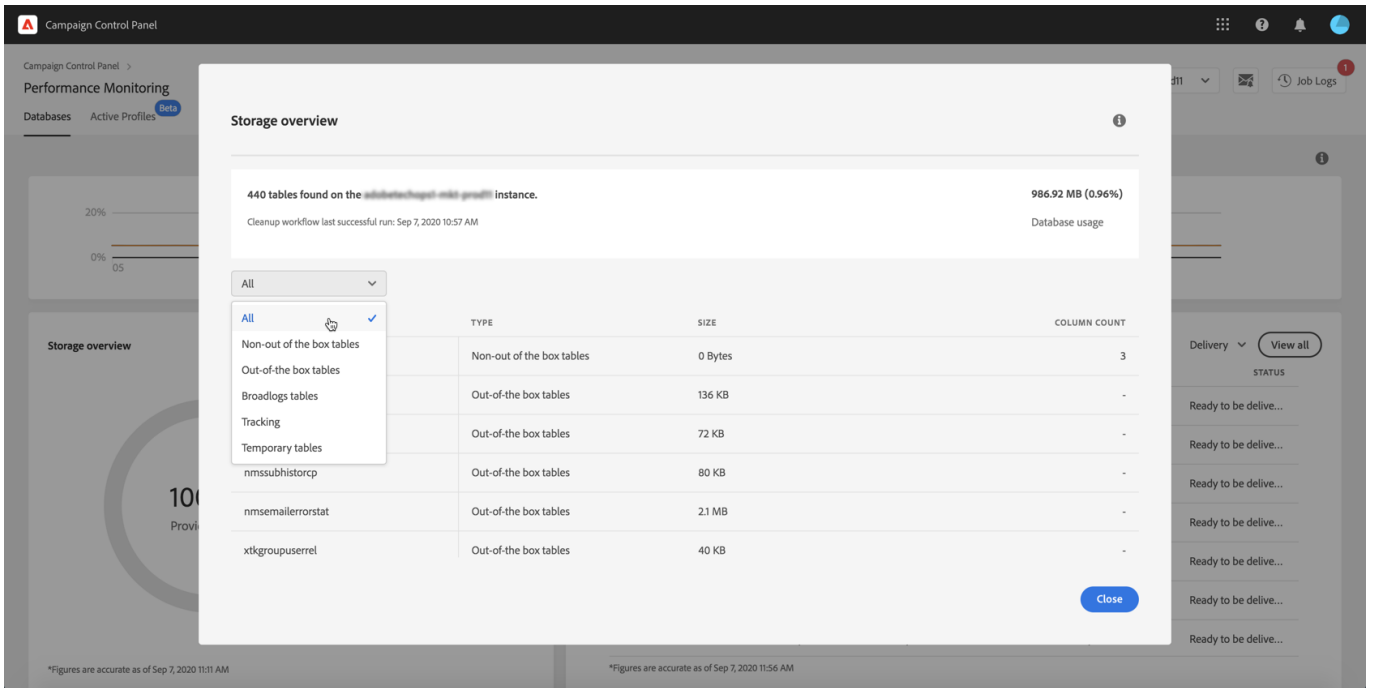 Campaign Control Panel
Campaign Control Panel >
Performance Monitoring
Databases Active Profiles Beta
Job Logs 1
Storage overview
440 tables found on the instance.
986.92 MB (0.96%)
Cleanup workflow last successful run: Sep 7, 2020 10:57 AM
Database usage
20%
0%
05
All
All
Non-out of the box tables
Out-of-the box tables
Broadlogs tables
Tracking
Temporary tables
TYPE SIZE COLUMN COUNT
Non-out of the box tables 0 Bytes 3
Out-of-the box tables 136 KB -
Out-of-the box tables 72 KB -
nmssubhistorcp Out-of-the box tables 80 KB -
nmsemailerrorstat Out-of-the box tables 2.1 MB -
xtkgroupuserrel Out-of-the box tables 40 KB -
Close
Storage overview
Delivery View all
STATUS
Ready to be delive...
Ready to be delive...
Ready to be delive...
Ready to be delive...
Ready to be delive...
Ready to be delive...
Ready to be delive...
*Figures are accurate as of Sep 7, 2020 11:11 AM
*Figures are accurate as of Sep 7, 2020 11:56 AM